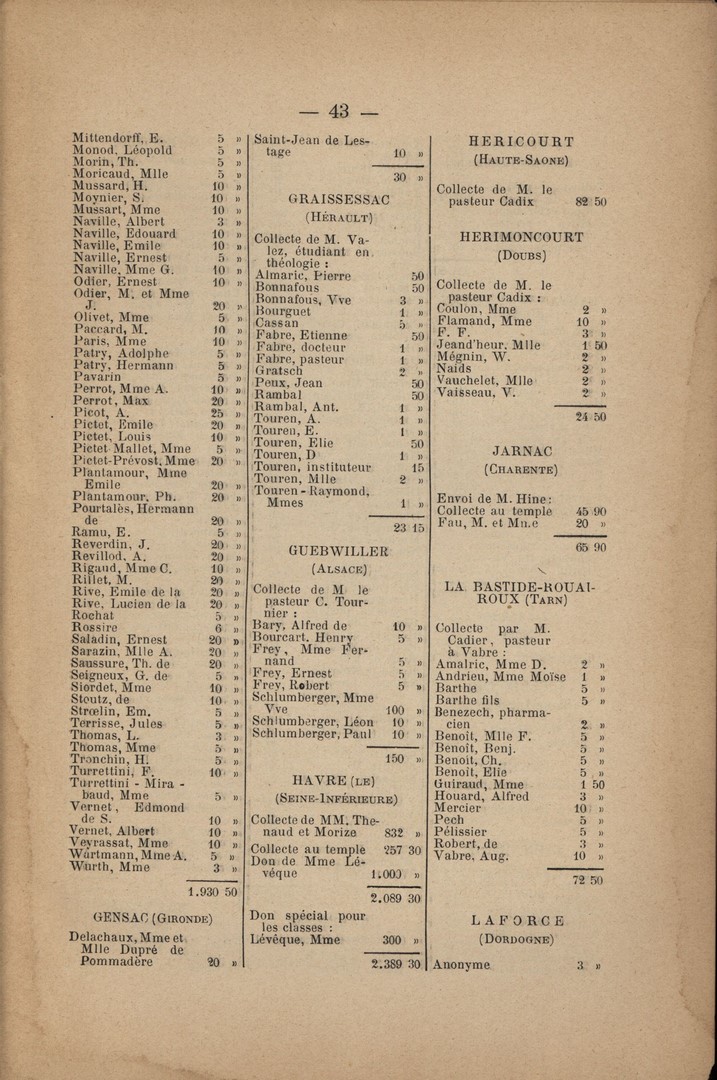 — 43 —
Mittendorff, E. 5 »
Monod, Léopold 5 »
Morin, Th. 5 »
Moricaud, Mlle 5 »
Mussard, H. 10 »
Moynier, S. 10 »
Mussart, Mme 10 »
Naville, Albert 3 »
Naville, Edouard 10 »
Naville, Emile 10 »
Naville, Ernest 5 »
Naville, Mme G. 10 »
Odier, Ernest 10 »
Odier, M. et Mme
J. 20 »
Olivet, Mme 5 »
Paccard, M. 10 »
Paris, Mme 10 »
Patry, Adolphe 5 »
Patry, Hermann 5 »
Pavarin 5 »
Perrot, Mme A. 10 »
Perrot, Max 20 »
Picot, A. 25 »
Pictet, Emile 20 »
Pictet, Louis 10 »
Pictet Mallet, Mme 5 »
Pictet-Prévost, Mme 20 »
Plantamour, Mme
Emile 20 »
Plantamour, Ph. 20 »
Pourtalès, Hermann
de 20 »
Ramu, E. 5 »
Reverdin, J. 20 »
Revillod, A. 20 »
Rigaud, Mme C. 10 »
Rillet, M. 20 »
Rive, Emile de la 20 »
Rive, Lucien de la 20 »
Rochat 5 »
Rossire 6 »
Saladin, Ernest 20 »
Sarazin, Mlle A. 20 »
Saussure, Th. de 20 »
Seigneux, G. de 5 »
Siordet, Mme 10 »
Stoutz, de 10 »
Strœlin, Em. 5 »
Terrisse, Jules 5 »
Thomas, L. 3 »
Thomas, Mme 5 »
Tronchin, H. 5 »
Turrettini, F. 10 »
Turrettini - Mira -
baud, Mme 5 »
Vernet, Edmond
de S. 10 »
Vernet, Albert 10 »
Veyrassat, Mme 10 »
Wartmann, Mme A. 5 »
Würth, Mme 3 »
1.930 50
GENSAC (GIRONDE)
Delachaux, Mme et
Mlle Dupré de
Pommadère 20 »
Saint-Jean de Les-
tage 10 »
30 »
GRAISSESSAC
(HÉRAULT)
Collecte de M. Va-
lez, étudiant en
théologie :
Almaric, Pierre 50
Bonnafous 50
Bonnafous, Vve 3 »
Bourguet 1 »
Cassan 5 »
Fabre, Etienne 50
Fabre, docteur 1 »
Fabre, pasteur 1 »
Gratsch 2 »
Peux, Jean 50
Rambal 50
Rambal, Ant. 1 »
Touren, A. 1 »
Touren, E. 1 »
Touren, Elie 50
Touren, D 1 »
Touren, instituteur 15
Touren, Mlle 2 »
Touren - Raymond,
Mmes 1 »
23 15
GUEBWILLER
(ALSACE)
Collecte de M le
pasteur C. Tour-
nier :
Bary, Alfred de 10 »
Bourcart, Henry 5 »
Frey, Mme Fer-
nand 5 »
Frey, Ernest 5 »
Frey, Robert 5 »
Schlumberger, Mme
Vve 100 »
Schlumberger, Léon 10 »
Schlumberger, Paul 10 »
150 »
HAVRE (LE)
(SEINE-INFÉRIEURE)
Collecte de MM. The-
naud et Morize 832 »
Collecte au temple 257 30
Don de Mme Lé-
vêque 1.000 »
2.089 30
Don spécial pour
les classes :
Lévêque, Mme 300 »
2.389 30
HERICOURT
(HAUTE-SAONE)
Collecte de M. le
pasteur Cadix 82 50
HERIMONCOURT
(DOUBS)
Collecte de M. le
pasteur Cadix :
Coulon, Mme 2 »
Flamand, Mme 10 »
F. F. 3 »
Jeand'heur, Mlle 1 50
Mégnin, W. 2 »
Naids 2 »
Vauchelet, Mlle 2 »
Vaisseau, V. 2 »
24 50
JARNAC
(CHARENTE)
Envoi de M. Hine:
Collecte au temple 45 90
Fau, M. et Mme 20 »
65 90
LA BASTIDE-ROUAI-
ROUX (TARN)
Collecte par M.
Cadier, pasteur
à Vabre :
Amalric, Mme D. 2 »
Andrieu, Mme Moïse 1 »
Barthe 5 »
Barthe fils 5 »
Benezech, pharma-
cien 2 »
Benoit, Mlle F. 5 »
Benoit, Benj. 5 »
Benoit, Ch. 5 »
Benoit, Elie 5 »
Guiraud, Mme 1 50
Houard, Alfred 3 »
Mercier 10 »
Pech 5 »
Pélissier 5 »
Robert, de 3 »
Vabre, Aug. 10 »
72 50
LAFORCE
(DORDOGNE)
Anonyme 3 »